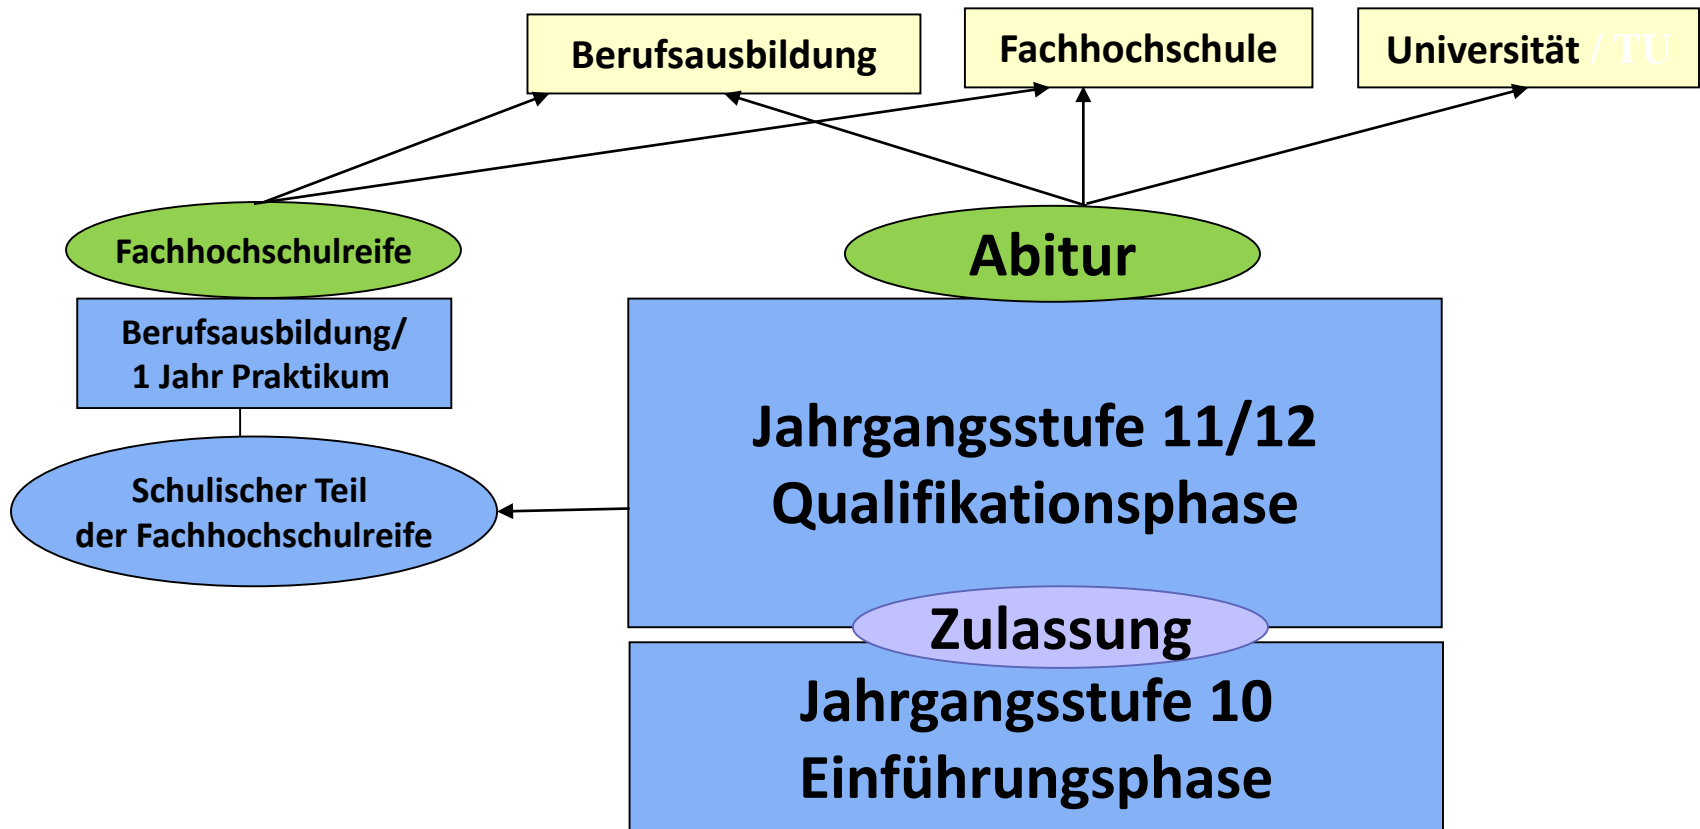 Berufsausbildung
Fachhochschule
Universität / TU
Fachhochschulreife
Abitur
Berufsausbildung/
1 Jahr Praktikum
Jahrgangsstufe 11/12
Qualifikationsphase
Schulischer Teil
der Fachhochschulreife
Zulassung
Jahrgangsstufe 10
Einführungsphase